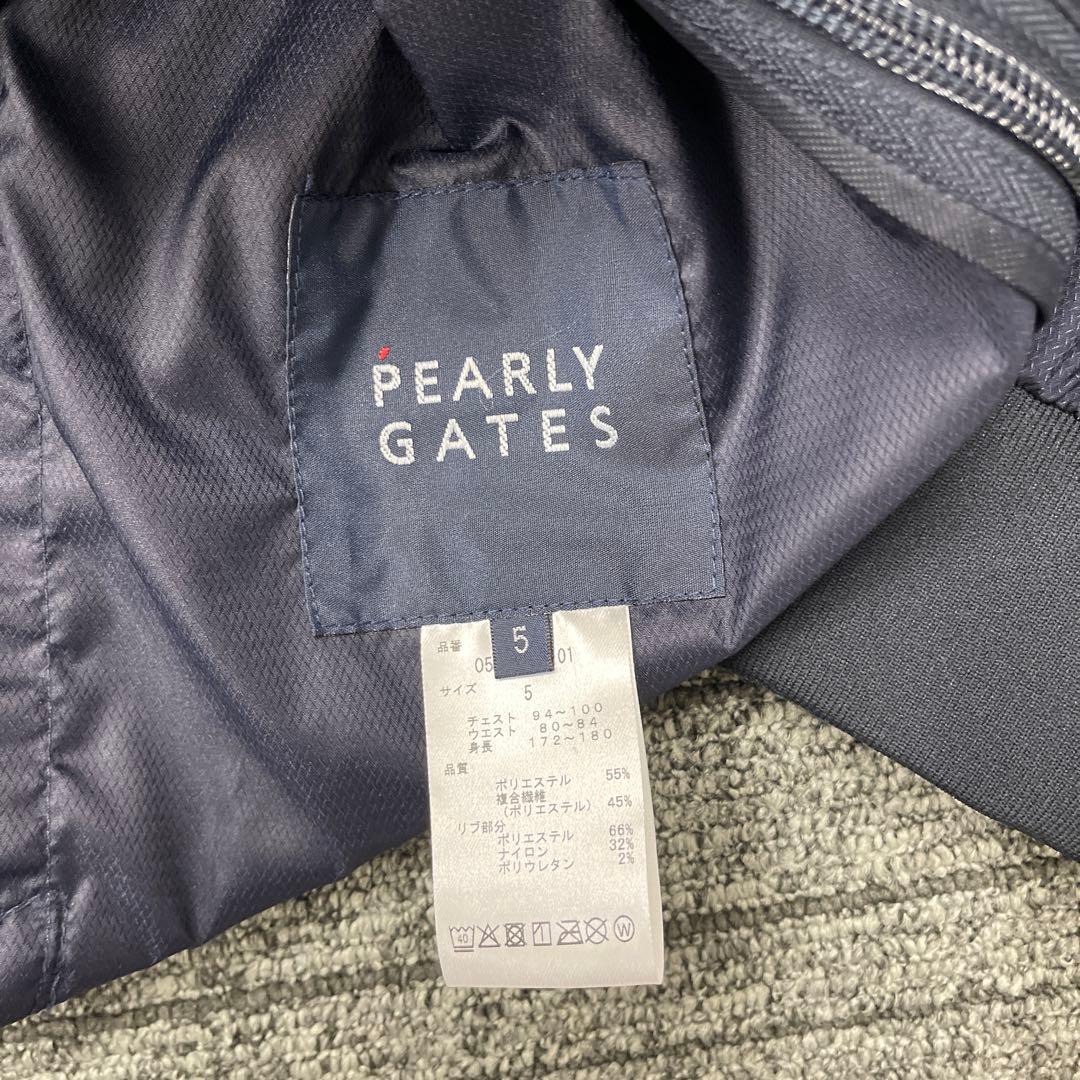 PEARLY
GATES
5
品番
05 01
サイズ 5
チェスト 94~100
ウエスト 80~84
身長 172~180
品質
ポリエステル 55%
複合繊維
(ポリエステル) 45%
リブ部分
ポリエステル 66%
ナイロン 32%
ポリウレタン 2%
40
W